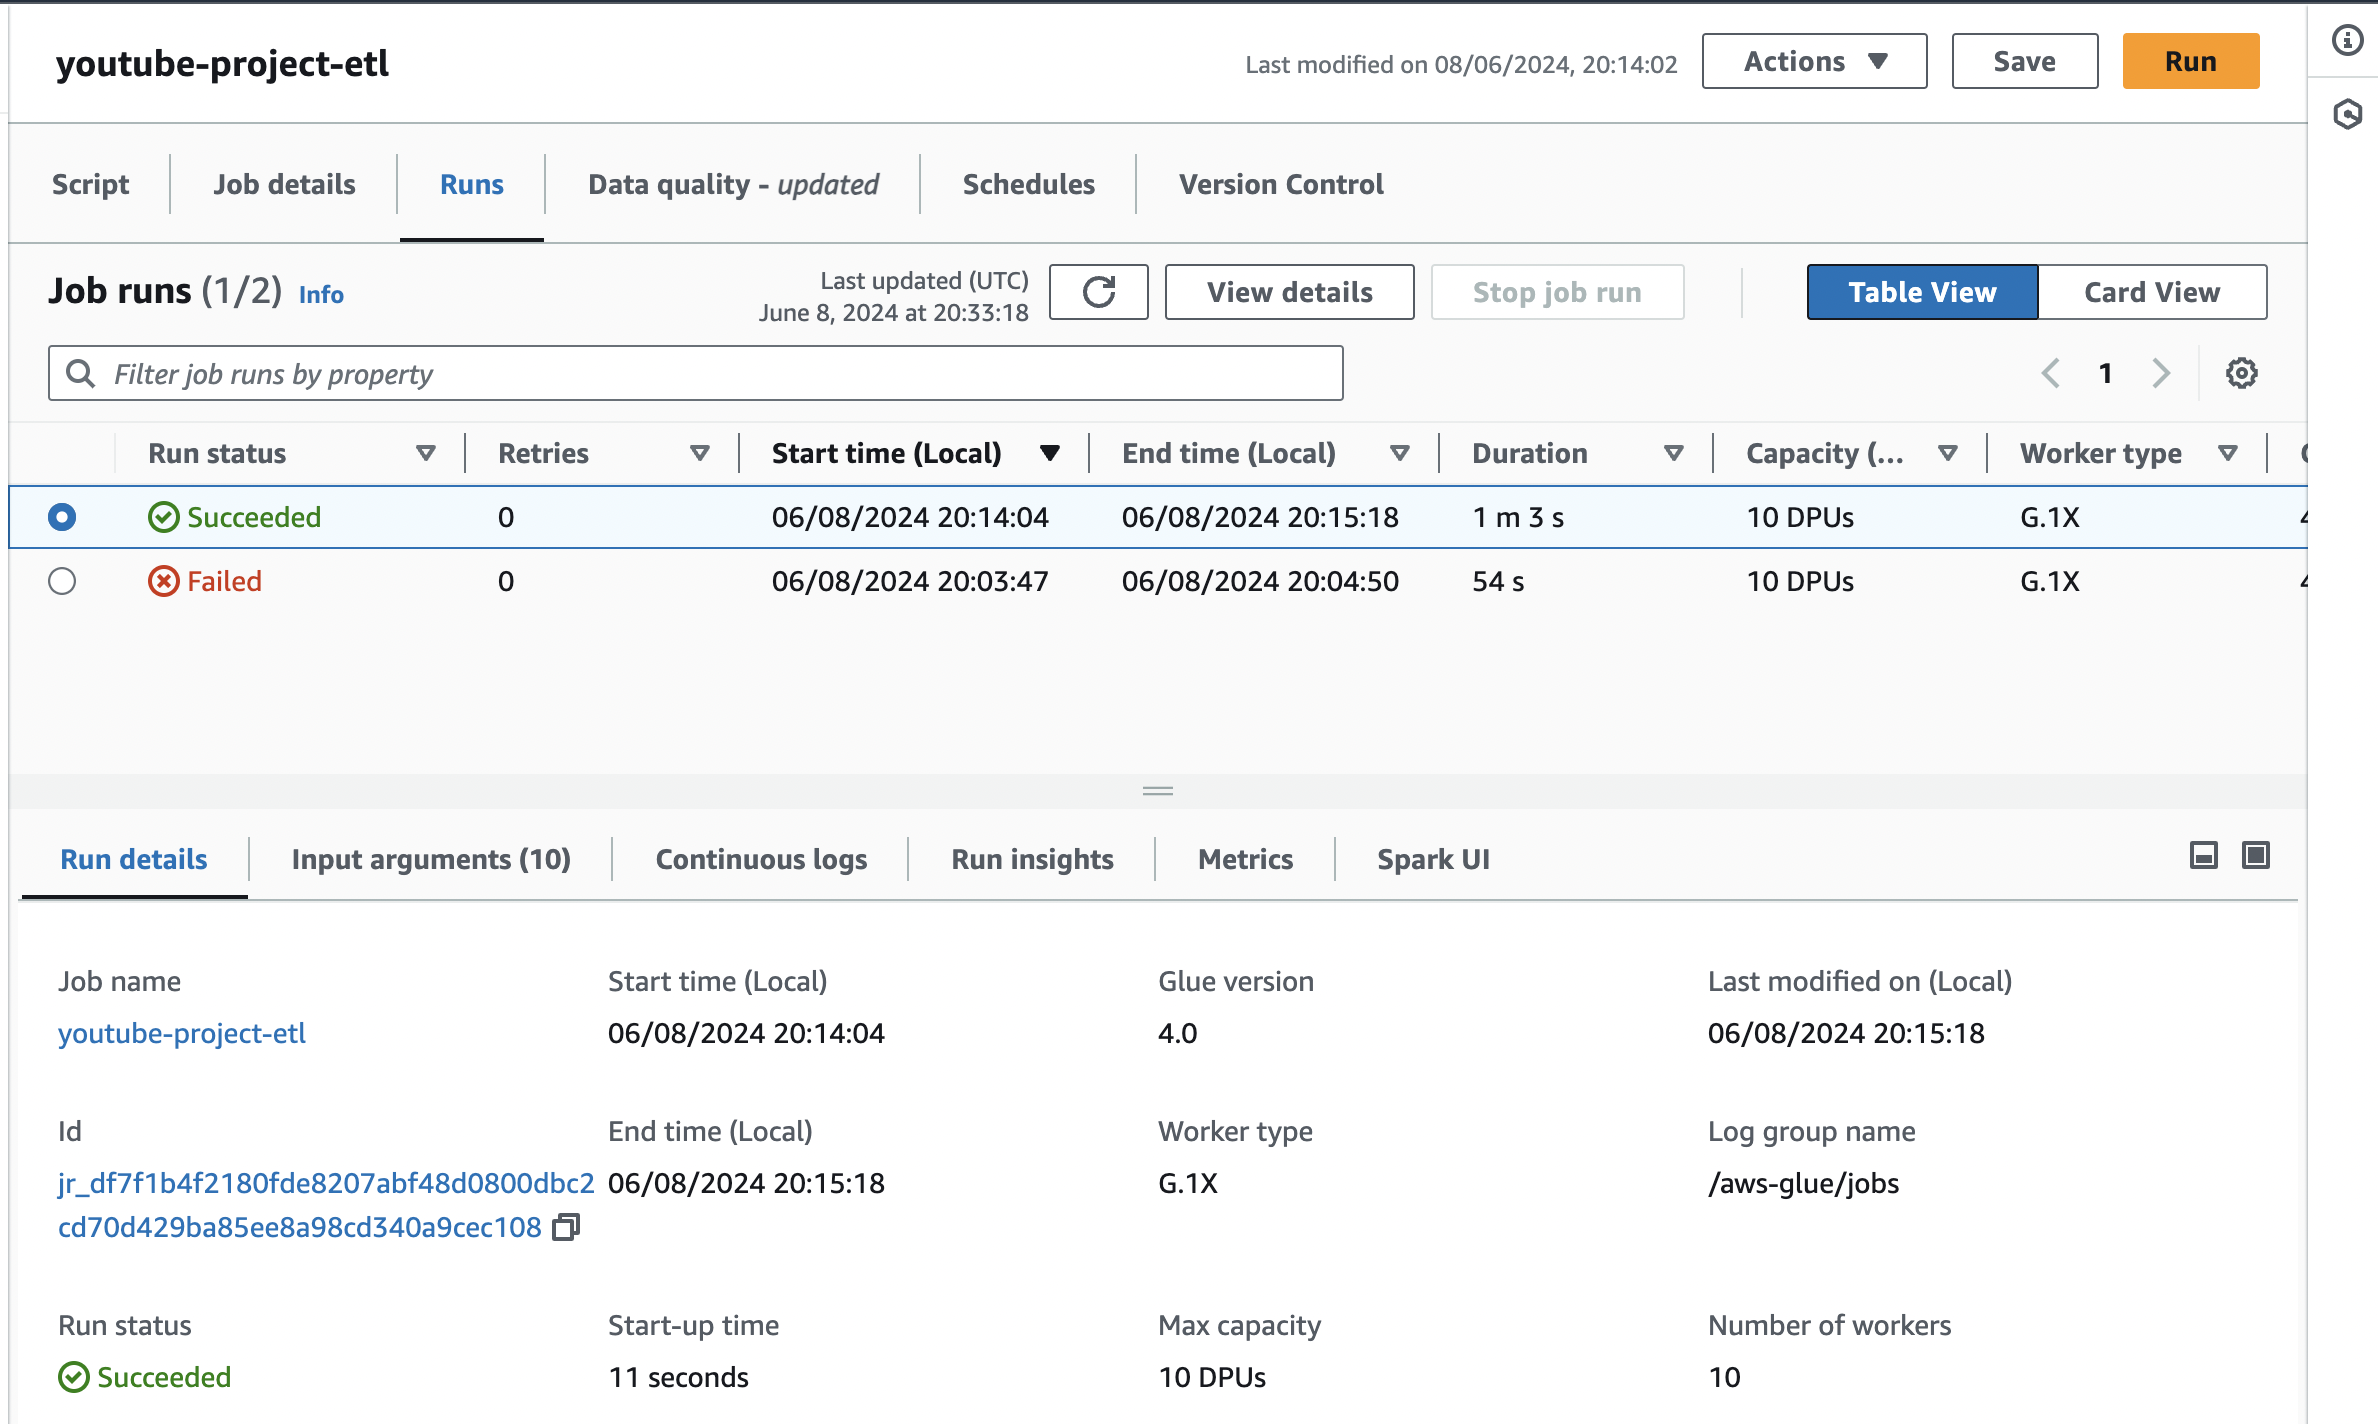 youtube-project-etl
Last modified on 08/06/2024, 20:14:02
Actions
Save
Run
Script
Job details
Runs
Data quality - updated
Schedules
Version Control
Job runs (1/2) Info
Last updated (UTC)
June 8, 2024 at 20:33:18
View details
Stop job run
Table View
Card View
Filter job runs by property
1
Run status Retries Start time (Local) End time (Local) Duration Capacity (... Worker type
Succeeded 0 06/08/2024 20:14:04 06/08/2024 20:15:18 1 m 3 s 10 DPUs G.1X
Failed 0 06/08/2024 20:03:47 06/08/2024 20:04:50 54 s 10 DPUs G.1X
Run details
Input arguments (10)
Continuous logs
Run insights
Metrics
Spark UI
Job name
youtube-project-etl
Start time (Local)
06/08/2024 20:14:04
Glue version
4.0
Last modified on (Local)
06/08/2024 20:15:18
Id
jr_df7f1b4f2180fde8207abf48d0800dbc2
cd70d429ba85ee8a98cd340a9cec108
End time (Local)
06/08/2024 20:15:18
Worker type
G.1X
Log group name
/aws-glue/jobs
Run status
Succeeded
Start-up time
11 seconds
Max capacity
10 DPUs
Number of workers
10